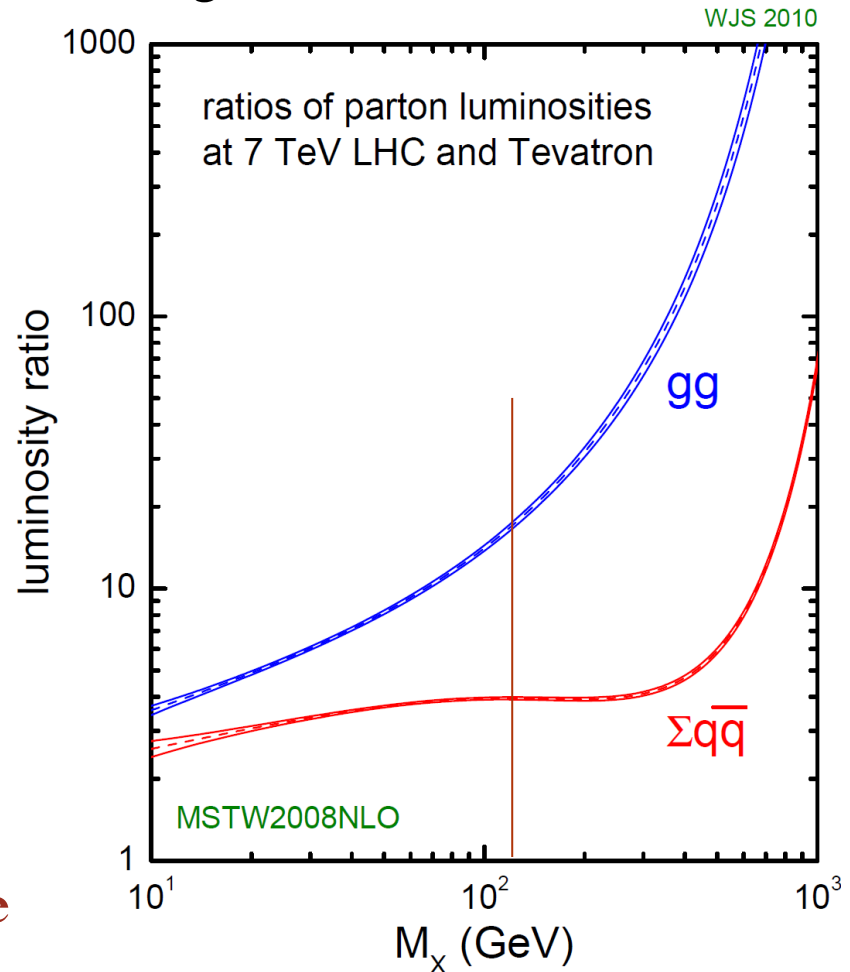 WJS 2010
1000
ratios of parton luminosities
at 7 TeV LHC and Tevatron
100
luminosity ratio
gg
10
Σqq̅
MSTW2008NLO
1
10¹
10²
10³
Mₓ (GeV)